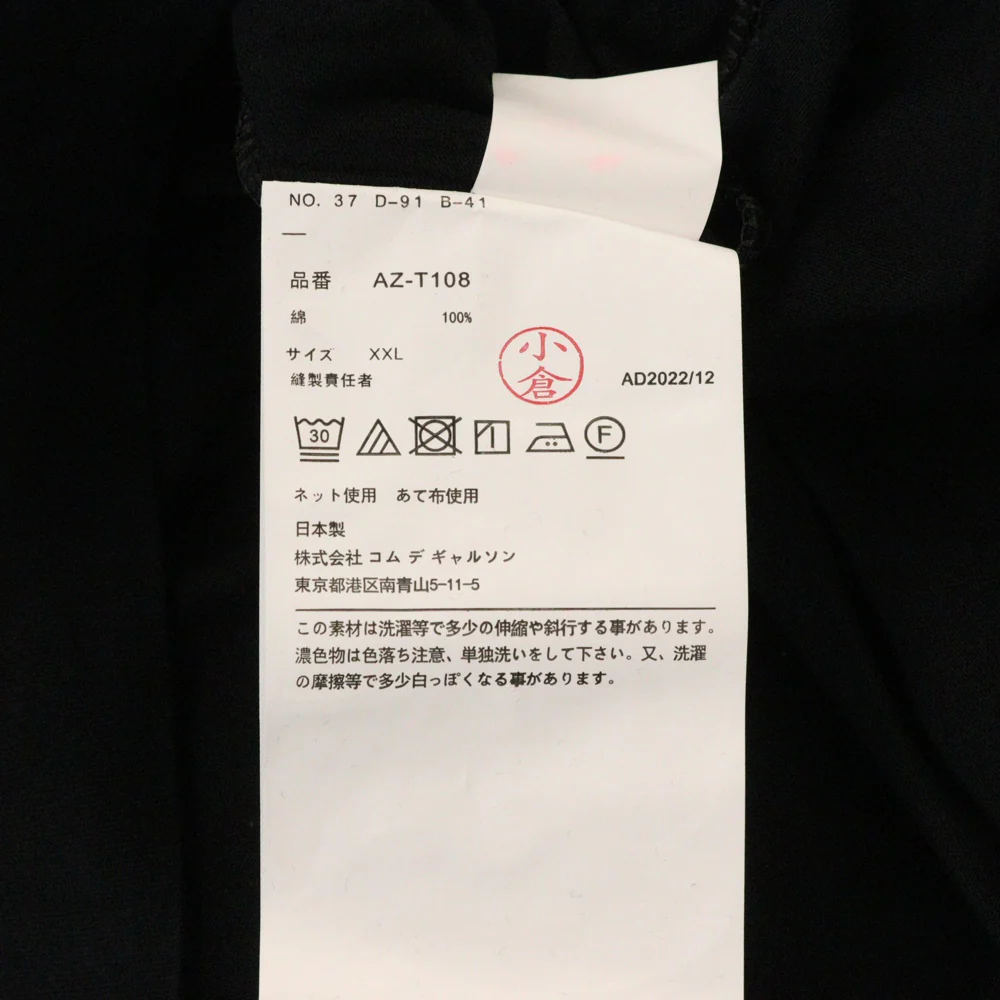 NO. 37 D-91 B-41
—
品番 AZ-T108
綿 100%
サイズ XXL
縫製責任者
小倉
AD2022/12
30 F
ネット使用 あて布使用
日本製
株式会社 コム デ ギャルソン
東京都港区南青山5-11-5
この素材は洗濯等で多少の伸縮や斜行する事があります。
濃色物は色落ち注意、単独洗いをして下さい。又、洗濯
の摩擦等で多少白っぽくなる事があります。